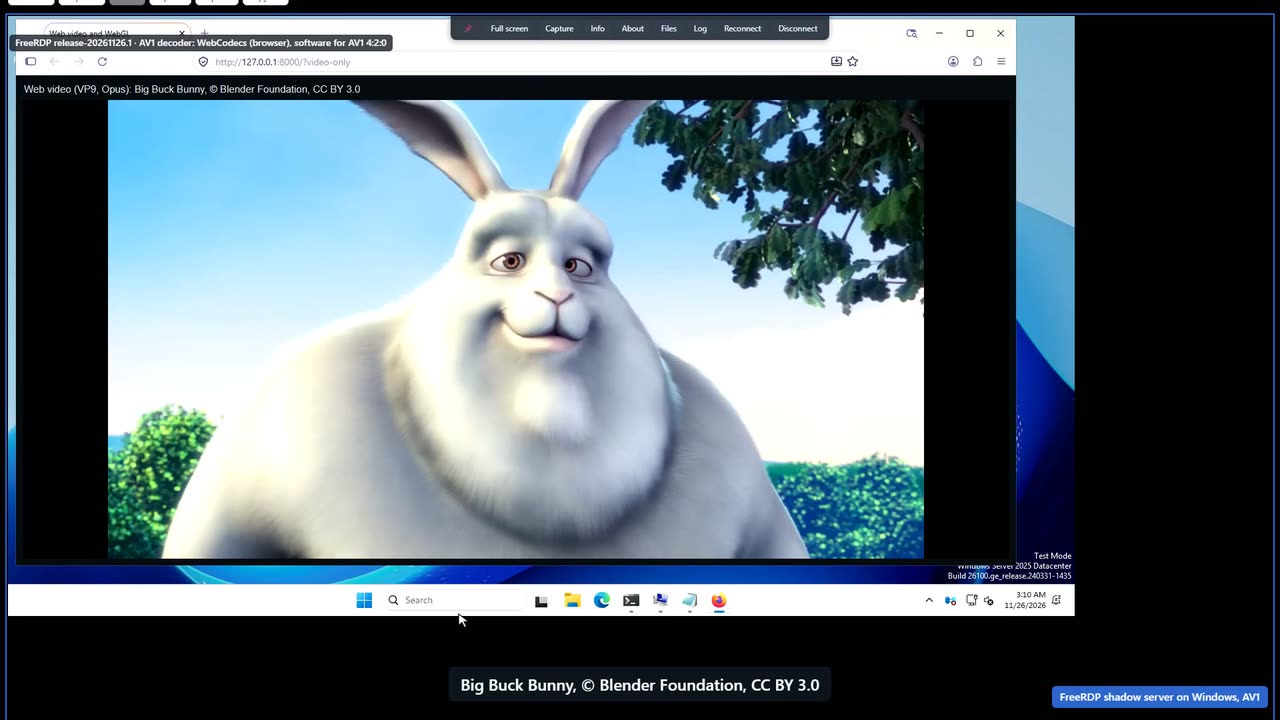 Web video and WebGL
Full screen Capture Info About Files Log Reconnect Disconnect
FreeRDP release-20261126.1 · AV1 decoder: WebCodecs (browser), software for AV1 4:2:0
http://127.0.0.1:8000/?video-only
Web video (VP9, Opus): Big Buck Bunny, © Blender Foundation, CC BY 3.0
Test Mode
Windows Server 2025 Datacenter
Build 26100.ge_release.240331-1435
Search
3:10 AM
11/26/2026
Big Buck Bunny, © Blender Foundation, CC BY 3.0
FreeRDP shadow server on Windows, AV1